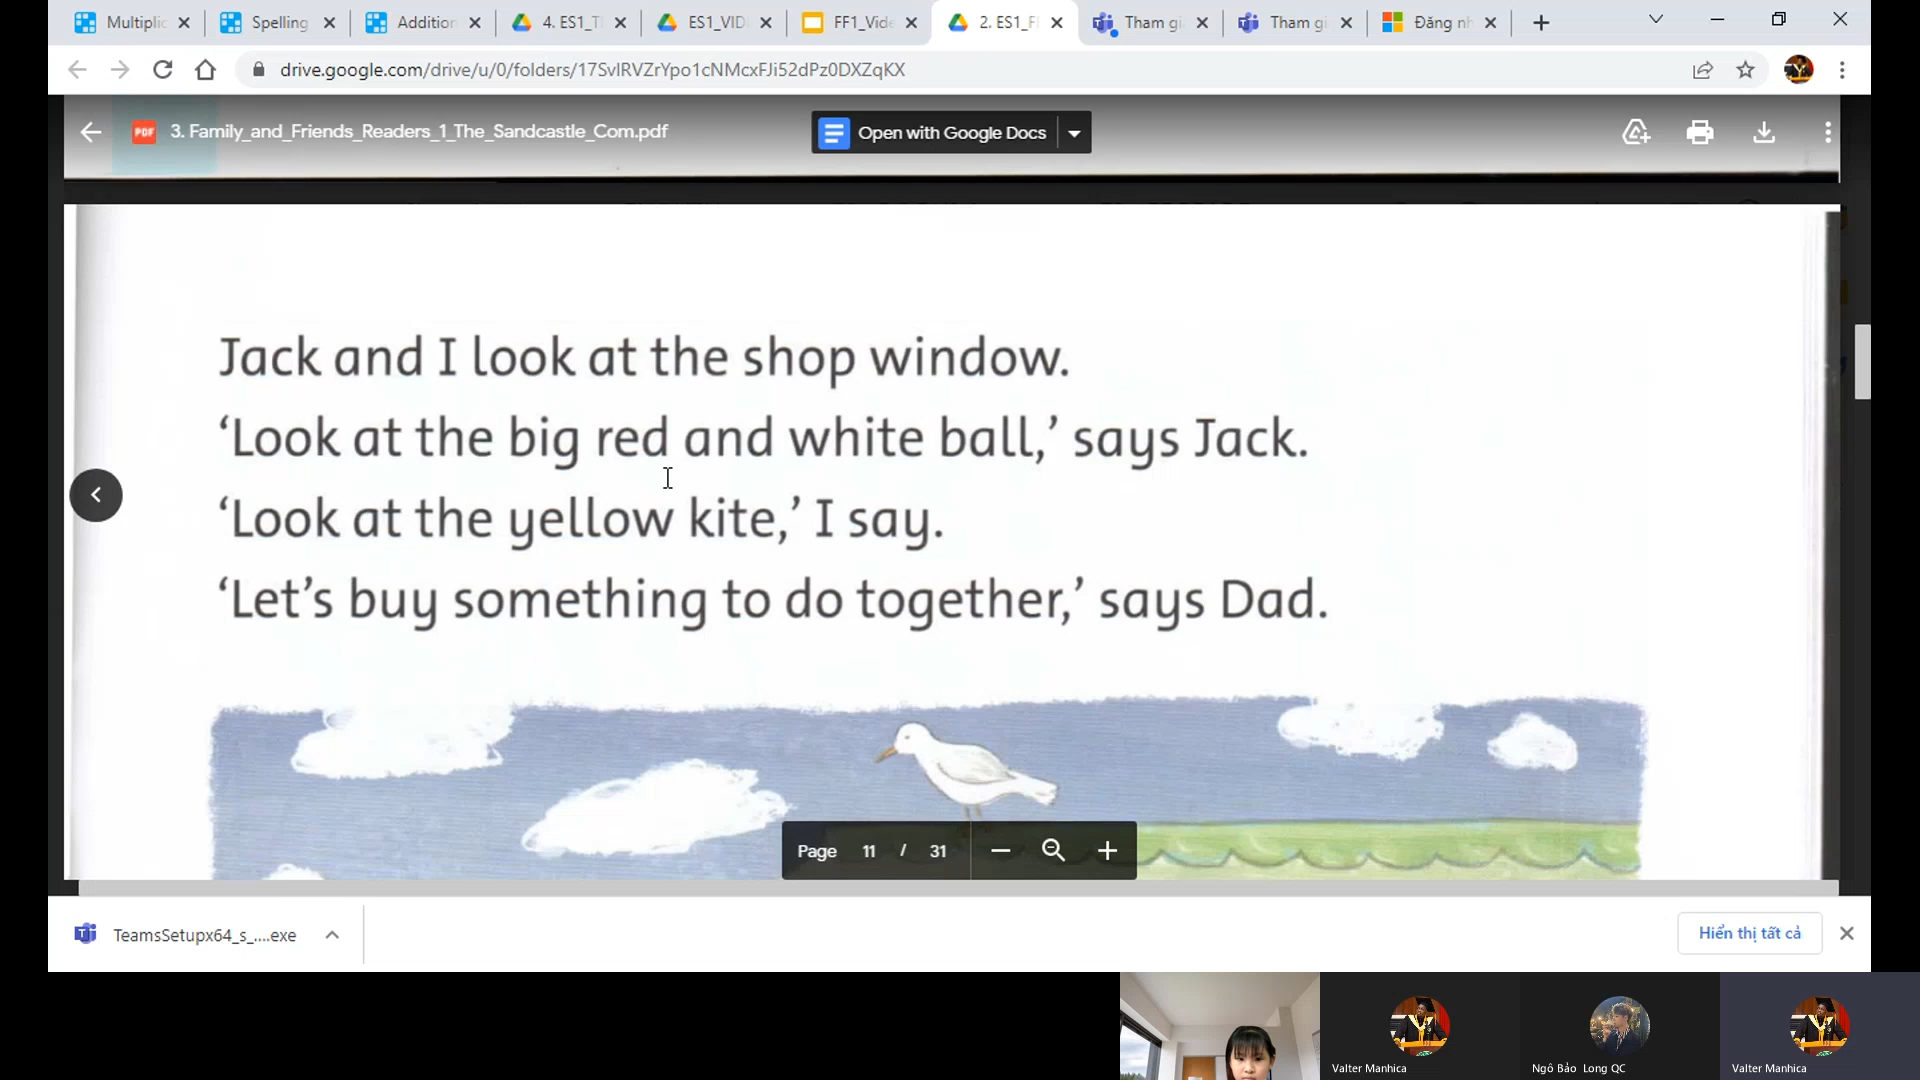 Multiplic
Spelling
Addition
4. ES1_T
ES1_VID
FF1_Vide
2. ES1_F
Tham gi
Tham gi
Đăng nh
drive.google.com/drive/u/0/folders/17SvlRVZrYpo1cNMcxFJi52dPz0DXZqKX
PDF
3. Family_and_Friends_Readers_1_The_Sandcastle_Com.pdf
Open with Google Docs
Jack and I look at the shop window.
‘Look at the big red and white ball,’ says Jack.
‘Look at the yellow kite,’ I say.
‘Let’s buy something to do together,’ says Dad.
Page 11 / 31
TeamsSetupx64_s_....exe
Hiển thị tất cả
Valter Manhica
Ngô Bảo Long QC
Valter Manhica